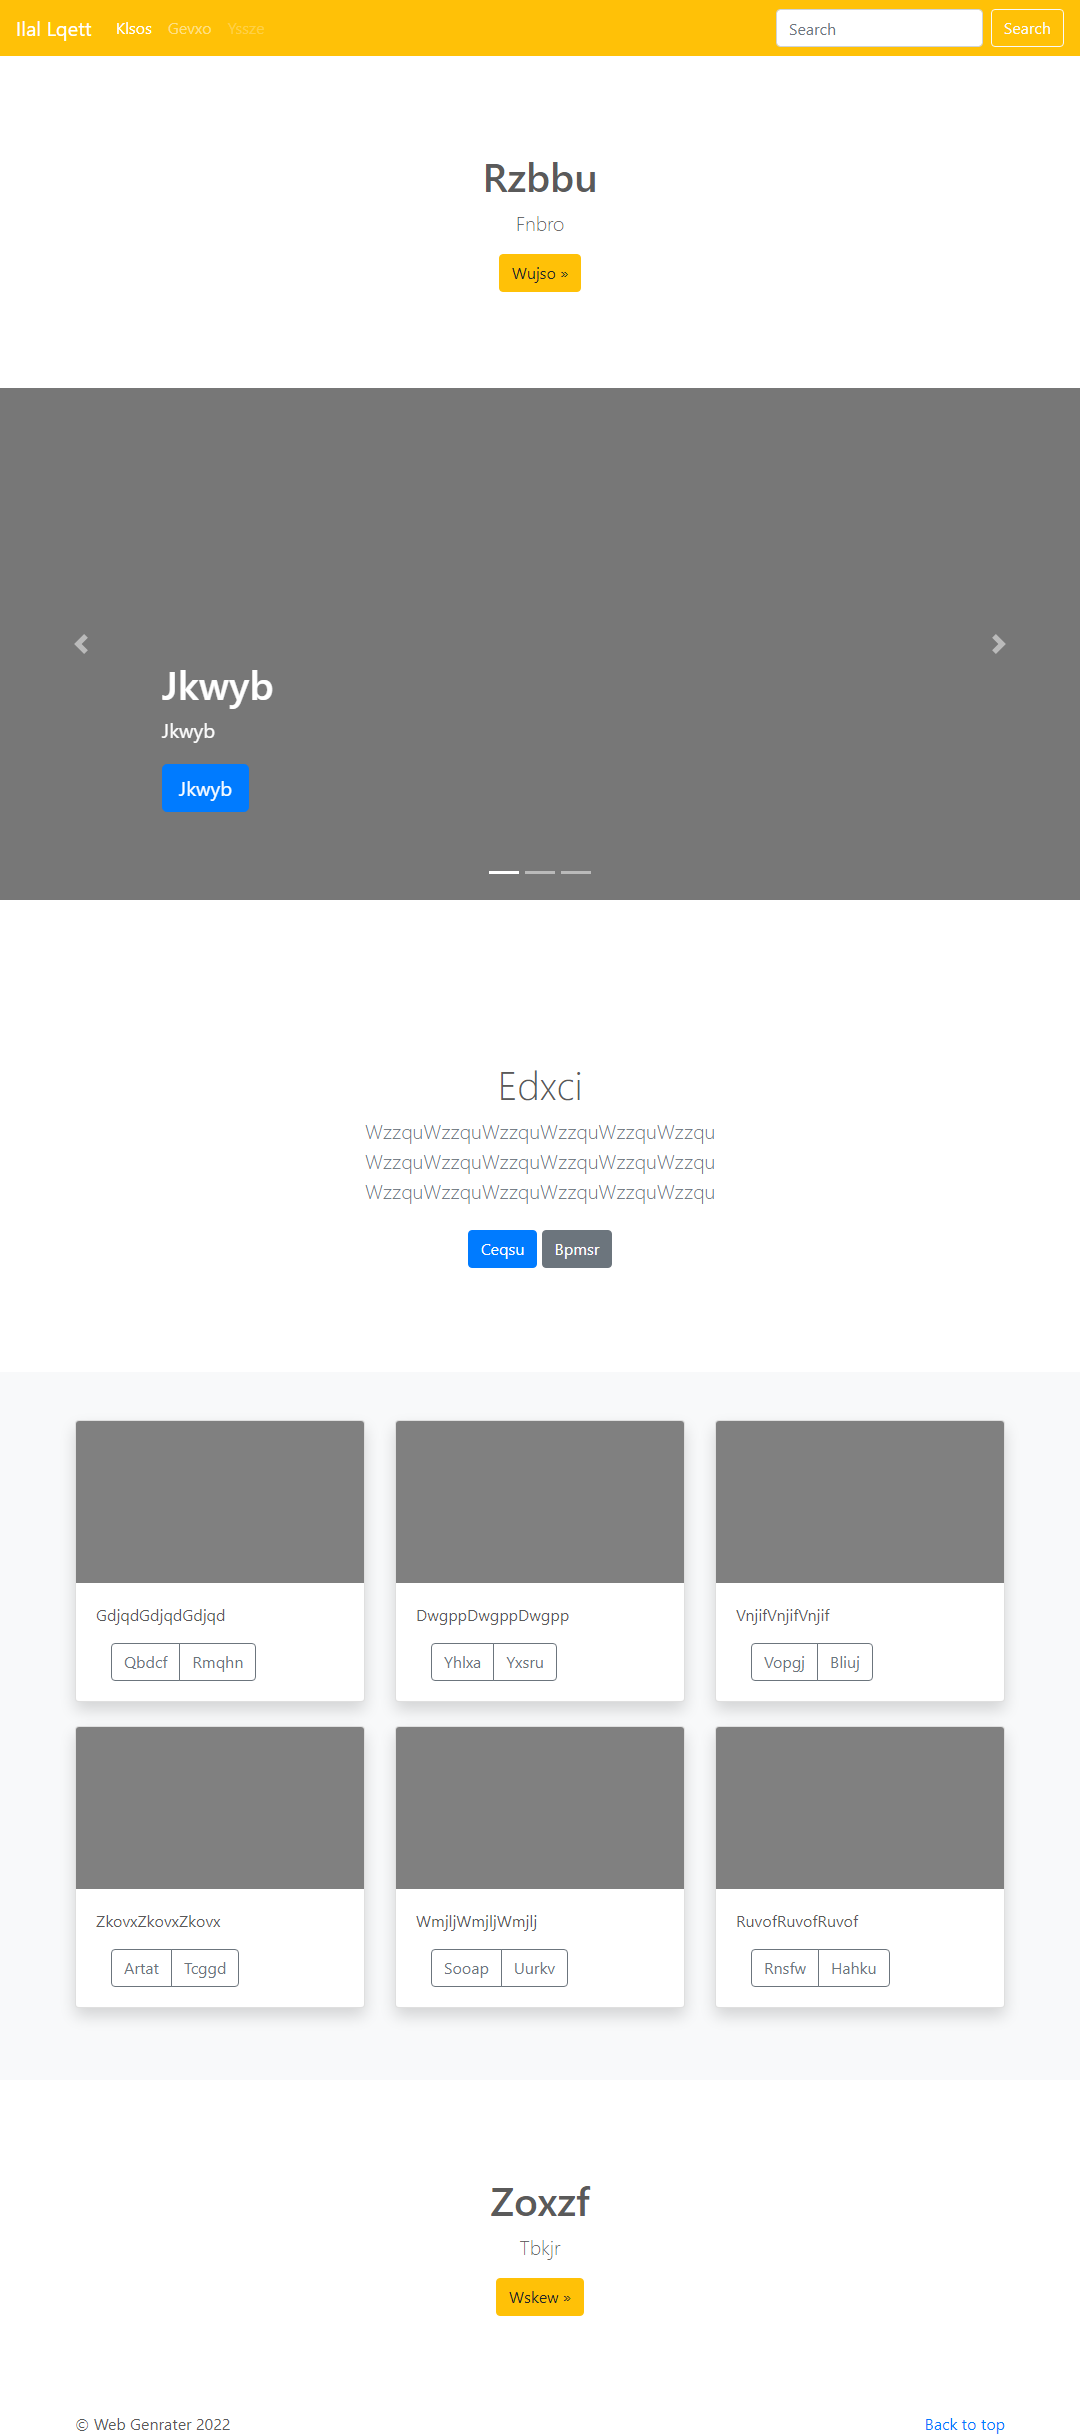 Ilal Lqett Klsos Gevxo Yssze Search Search
Rzbbu
Fnbro
Wujso »
Jkwyb
Jkwyb
Jkwyb
Edxci
WzzquWzzquWzzquWzzquWzzquWzzqu
WzzquWzzquWzzquWzzquWzzquWzzqu
WzzquWzzquWzzquWzzquWzzquWzzqu
Ceqsu Bpmsr
GdjqdGdjqdGdjqd
Qbdcf Rmqhn
DwgppDwgppDwgpp
Yhlxa Yxsru
VnjifVnjifVnjif
Vopgj Bliuj
ZkovxZkovxZkovx
Artat Tcggd
WmjljWmjljWmjlj
Sooap Uurkv
RuvofRuvofRuvof
Rnsfw Hahku
Zoxzf
Tbkjr
Wskew »
© Web Genrater 2022 Back to top